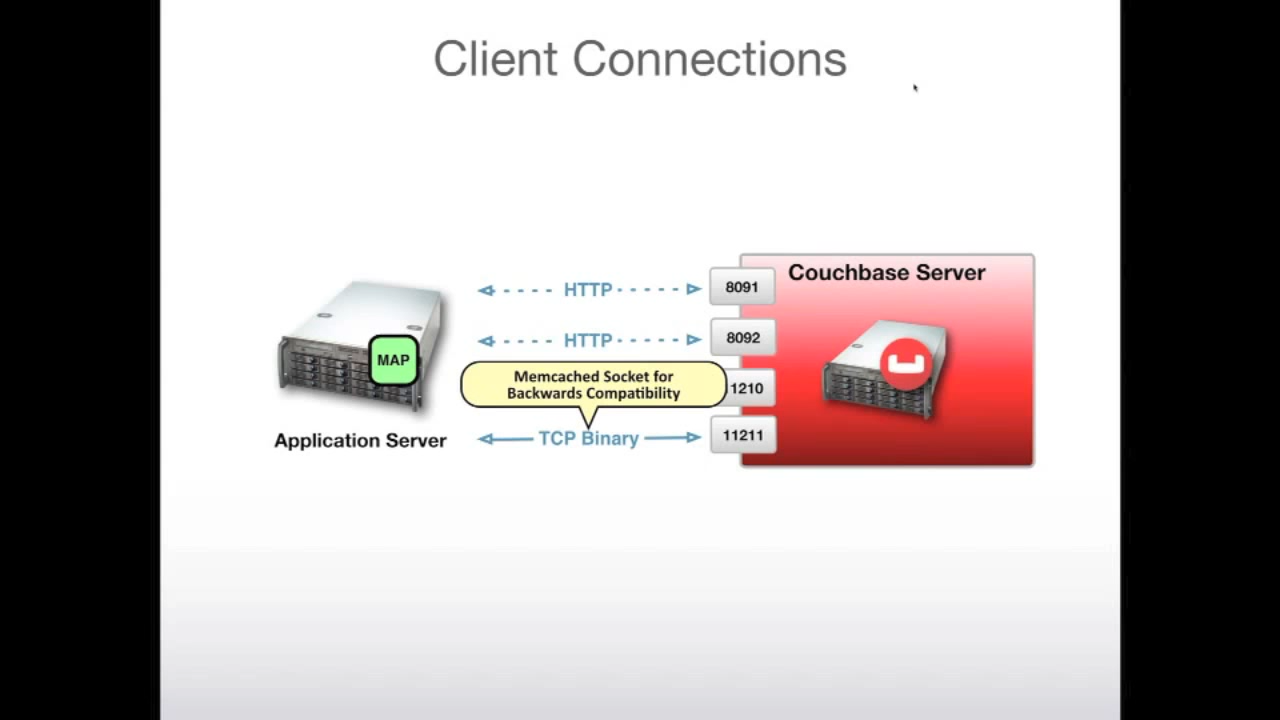 Client Connections
Couchbase Server
HTTP
8091
HTTP
8092
MAP
Memcached Socket for
Backwards Compatibility
1210
Application Server
TCP Binary
11211